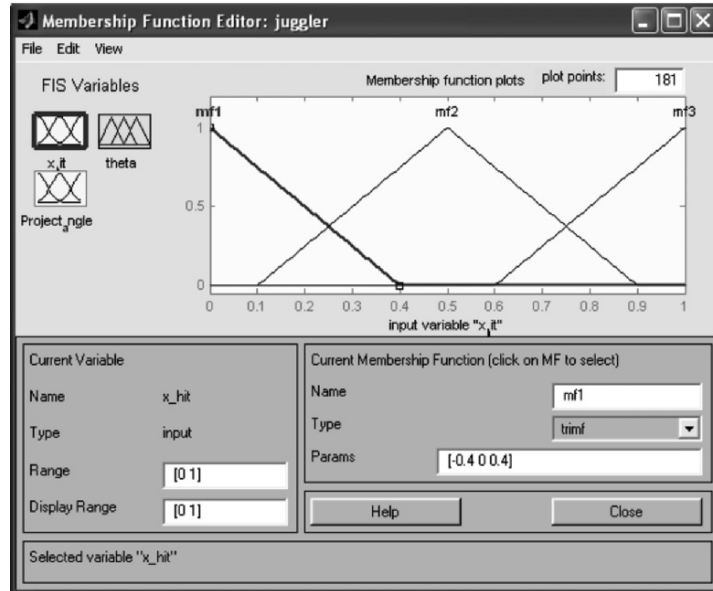 Membership Function Editor: juggler
File Edit View
FIS Variables
Membership function plots plot points: 181
mf1 mf2 mf3
x_hit theta
Project_angle
1
0.5
0
0 0.1 0.2 0.3 0.4 0.5 0.6 0.7 0.8 0.9 1
input variable "x_hit"
Current Variable
Name x_hit
Type input
Range [0 1]
Display Range [0 1]
Current Membership Function (click on MF to select)
Name mf1
Type trimf
Params [-0.4 0 0.4]
Help Close
Selected variable "x_hit"